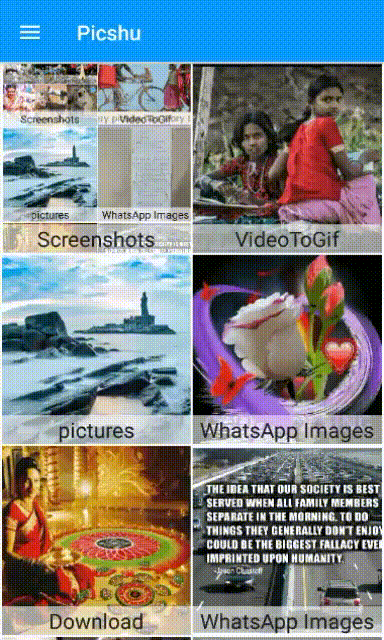 Picshu
Screenshots
VideoToGif
pictures
WhatsApp Images
Screenshots
VideoToGif
pictures
WhatsApp Images
THE IDEA THAT OUR SOCIETY IS BEST
SERVED WHEN ALL FAMILY MEMBERS
SEPARATE IN THE MORNING, TO DO
THINGS THEY GENERALLY DON'T ENJOY
COULD BE THE BIGGEST FALLACY EVER
IMPRINTED UPON HUMANITY.
Download
WhatsApp Images